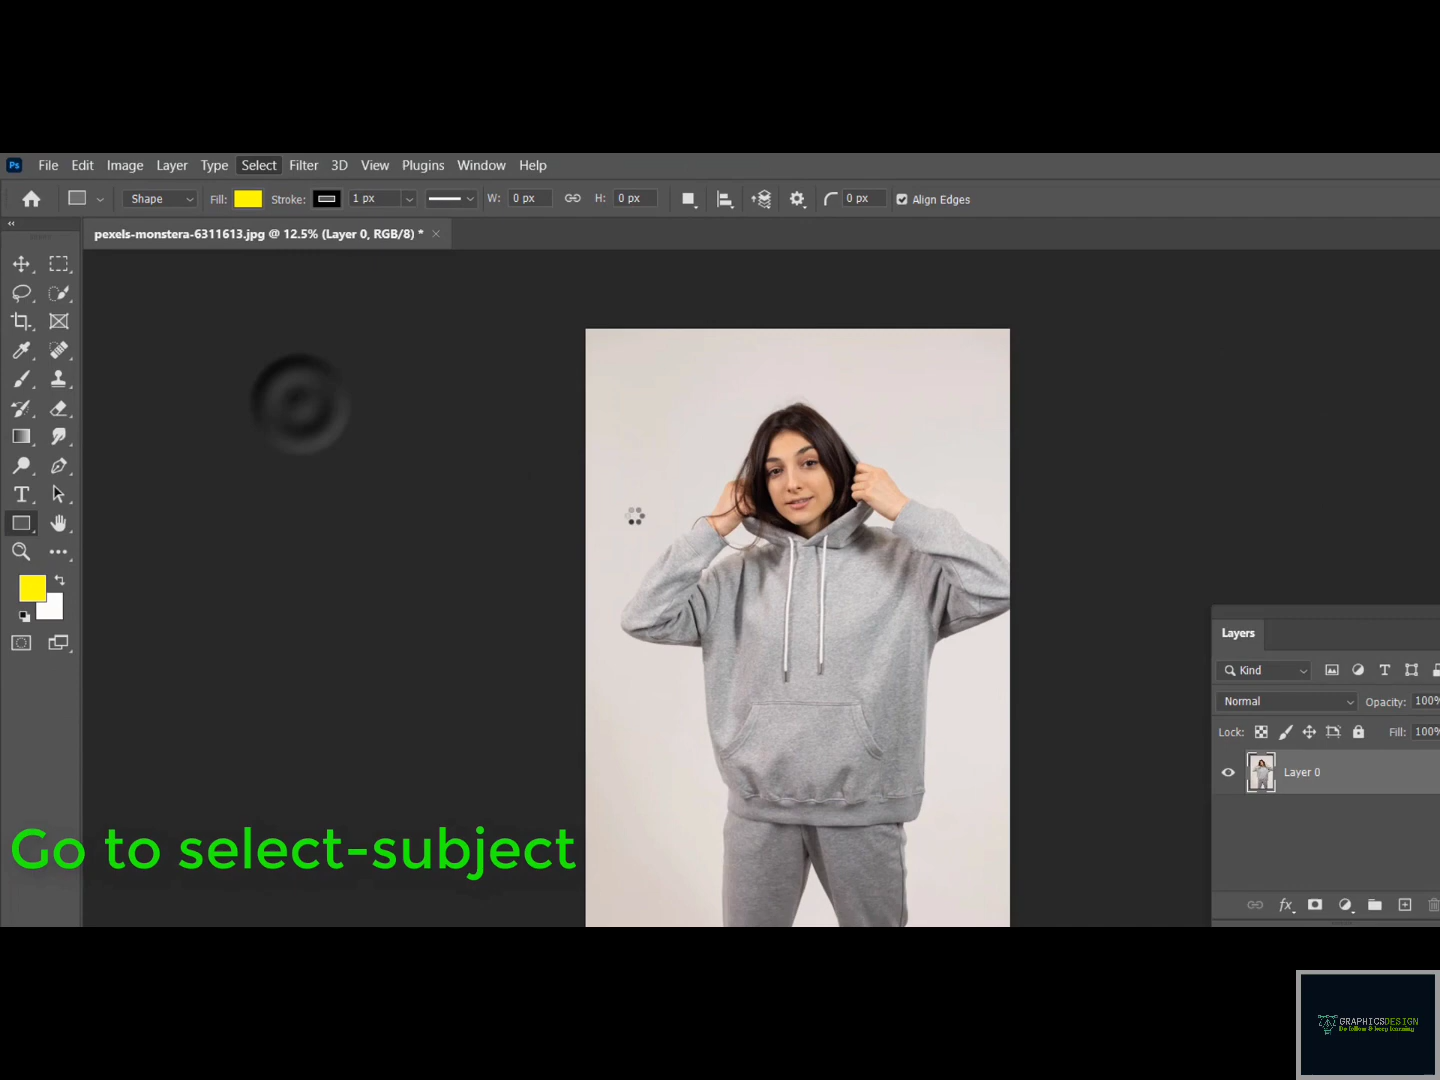 Ps File Edit Image Layer Type Select Filter 3D View Plugins Window Help
Shape Fill: Stroke: 1 px W: 0 px H: 0 px 0 px Align Edges
pexels-monstera-6311613.jpg @ 12.5% (Layer 0, RGB/8) *
Layers
Kind
Normal Opacity: 100%
Lock: Fill: 100%
Layer 0
fx
Go to select-subject
GRAPHICSDESIGN